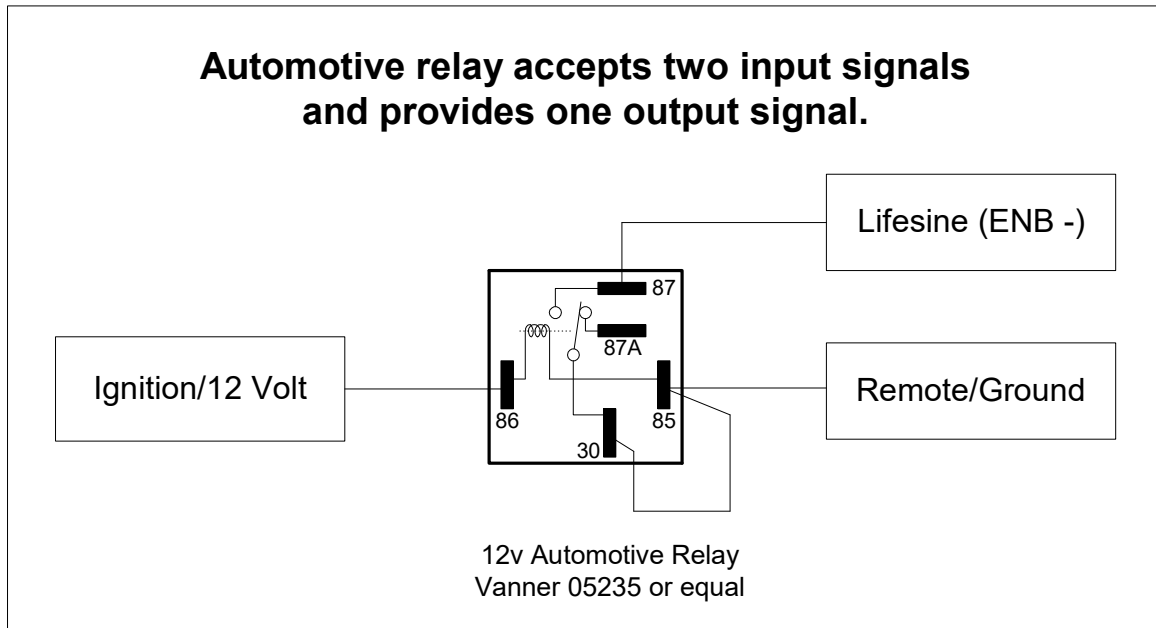 Automotive relay accepts two input signals
and provides one output signal.
Lifesine (ENB -)
87
87A
Ignition/12 Volt
86
85
Remote/Ground
30
12v Automotive Relay
Vanner 05235 or equal